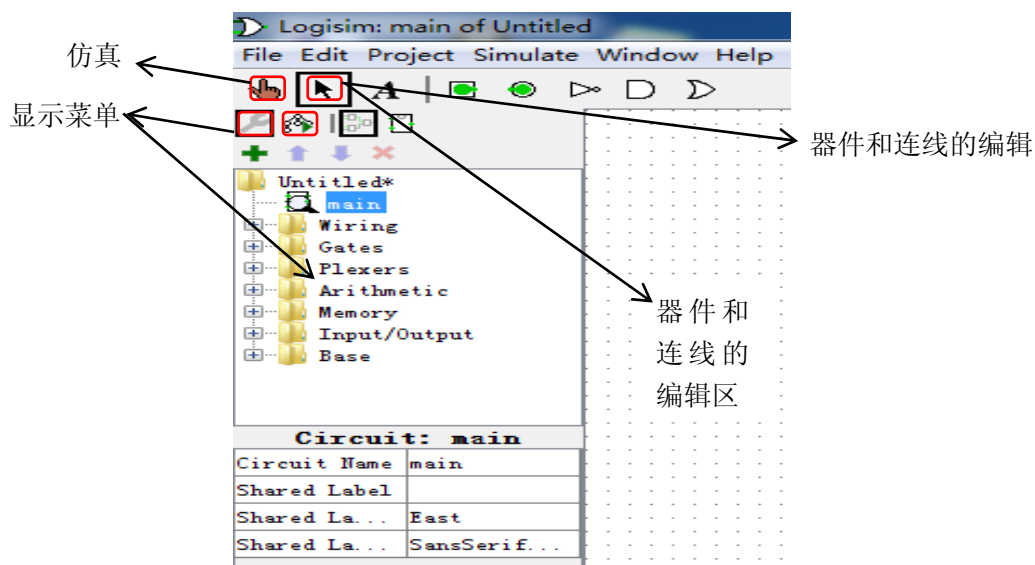 Logisim: main of Untitled
File Edit Project Simulate Window Help
仿真
A
显示菜单
器件和连线的编辑
Untitled*
main
Wiring
Gates
Plexers
Arithmetic
Memory
Input/Output
Base
器件和
连线的
编辑区
Circuit: main
Circuit Name main
Shared Label
Shared La... East
Shared La... SansSerif...